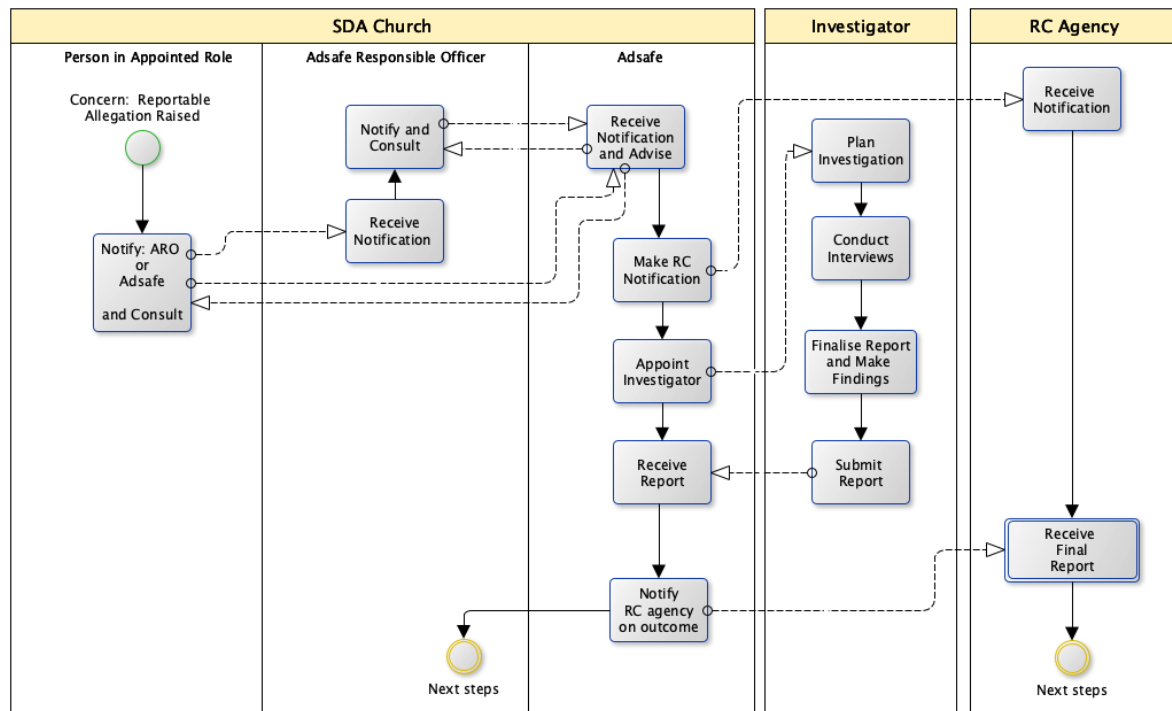 SDA Church
Investigator
RC Agency
Person in Appointed Role
Adsafe Responsible Officer
Adsafe
Concern: Reportable
Allegation Raised
Notify: ARO
or
Adsafe
and Consult
Notify and
Consult
Receive
Notification
Receive
Notification
and Advise
Make RC
Notification
Appoint
Investigator
Receive
Report
Notify
RC agency
on outcome
Next steps
Plan
Investigation
Conduct
Interviews
Finalise Report
and Make
Findings
Submit
Report
Receive
Notification
Receive
Final
Report
Next steps